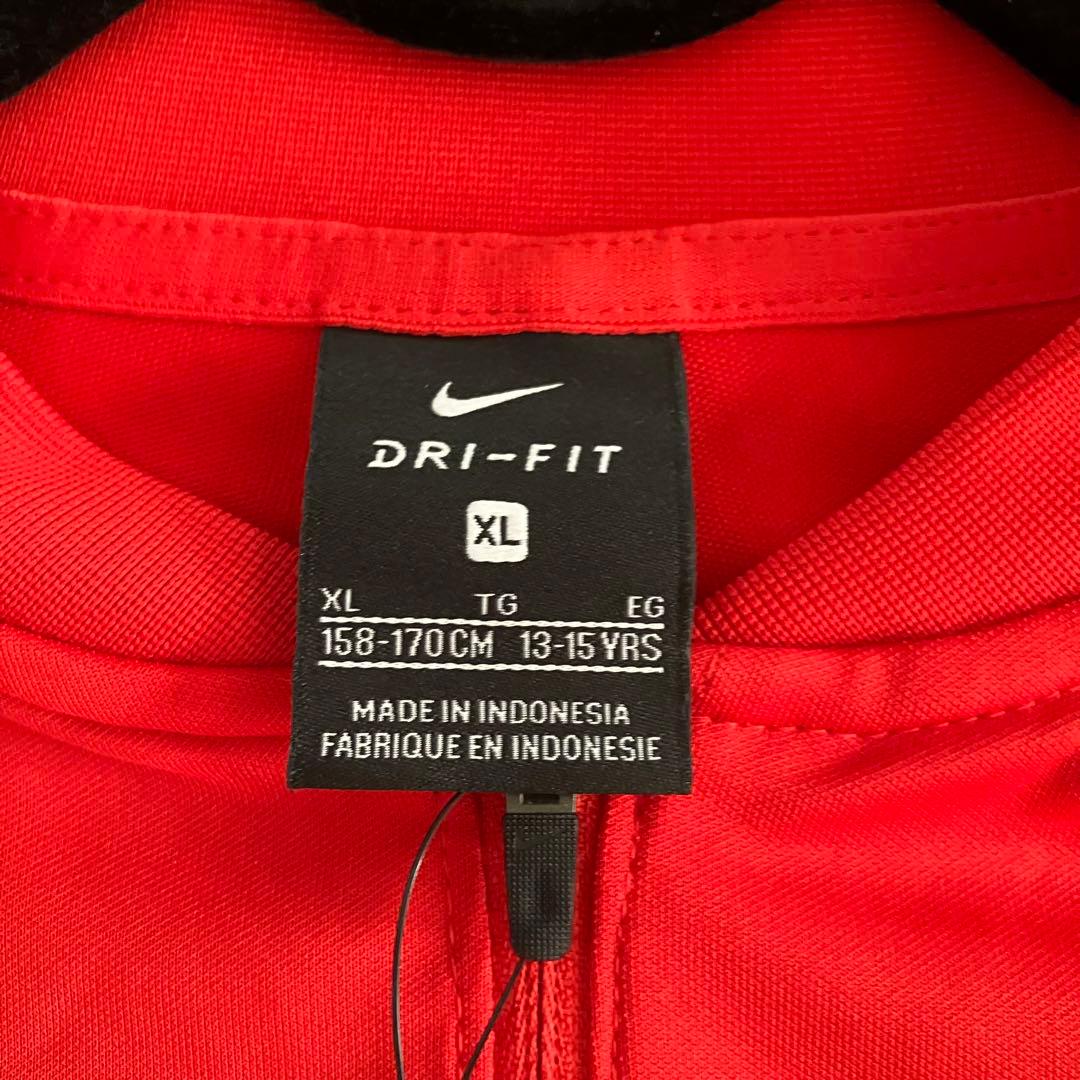 DRI-FIT
XL
XL TG EG
158-170CM 13-15YRS
MADE IN INDONESIA
FABRIQUE EN INDONESIE